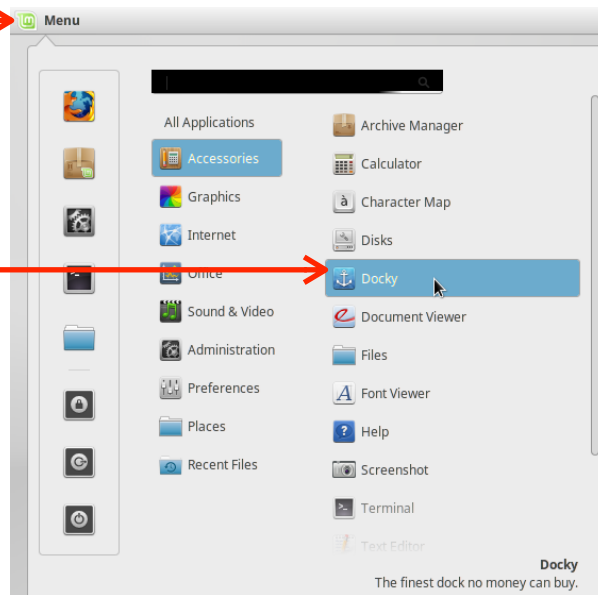 Menu
All Applications
Accessories
Graphics
Internet
Office
Sound & Video
Administration
Preferences
Places
Recent Files
Archive Manager
Calculator
Character Map
Disks
Docky
Document Viewer
Files
Font Viewer
Help
Screenshot
Terminal
Text Editor
Docky
The finest dock no money can buy.